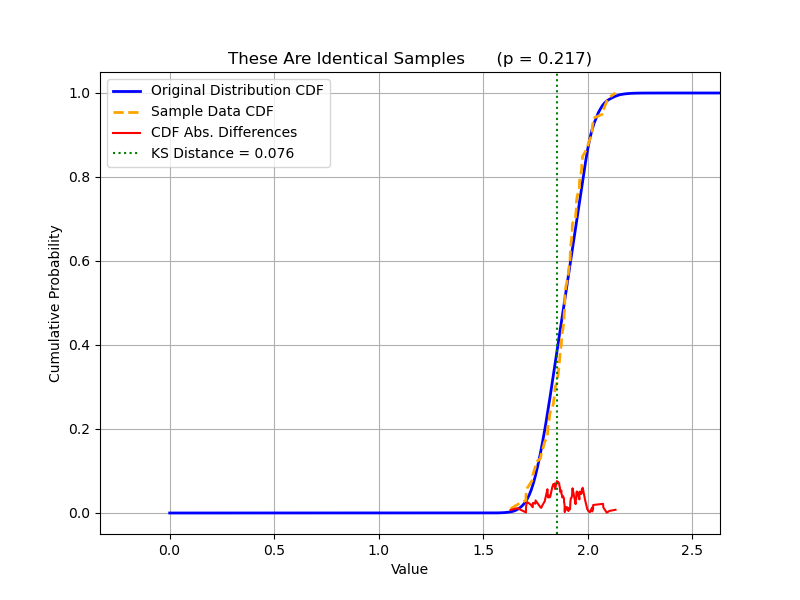 These Are Identical Samples (p = 0.217)
Original Distribution CDF
Sample Data CDF
CDF Abs. Differences
KS Distance = 0.076
1.0
0.8
0.6
0.4
0.2
0.0
Cumulative Probability
0.0 0.5 1.0 1.5 2.0 2.5
Value